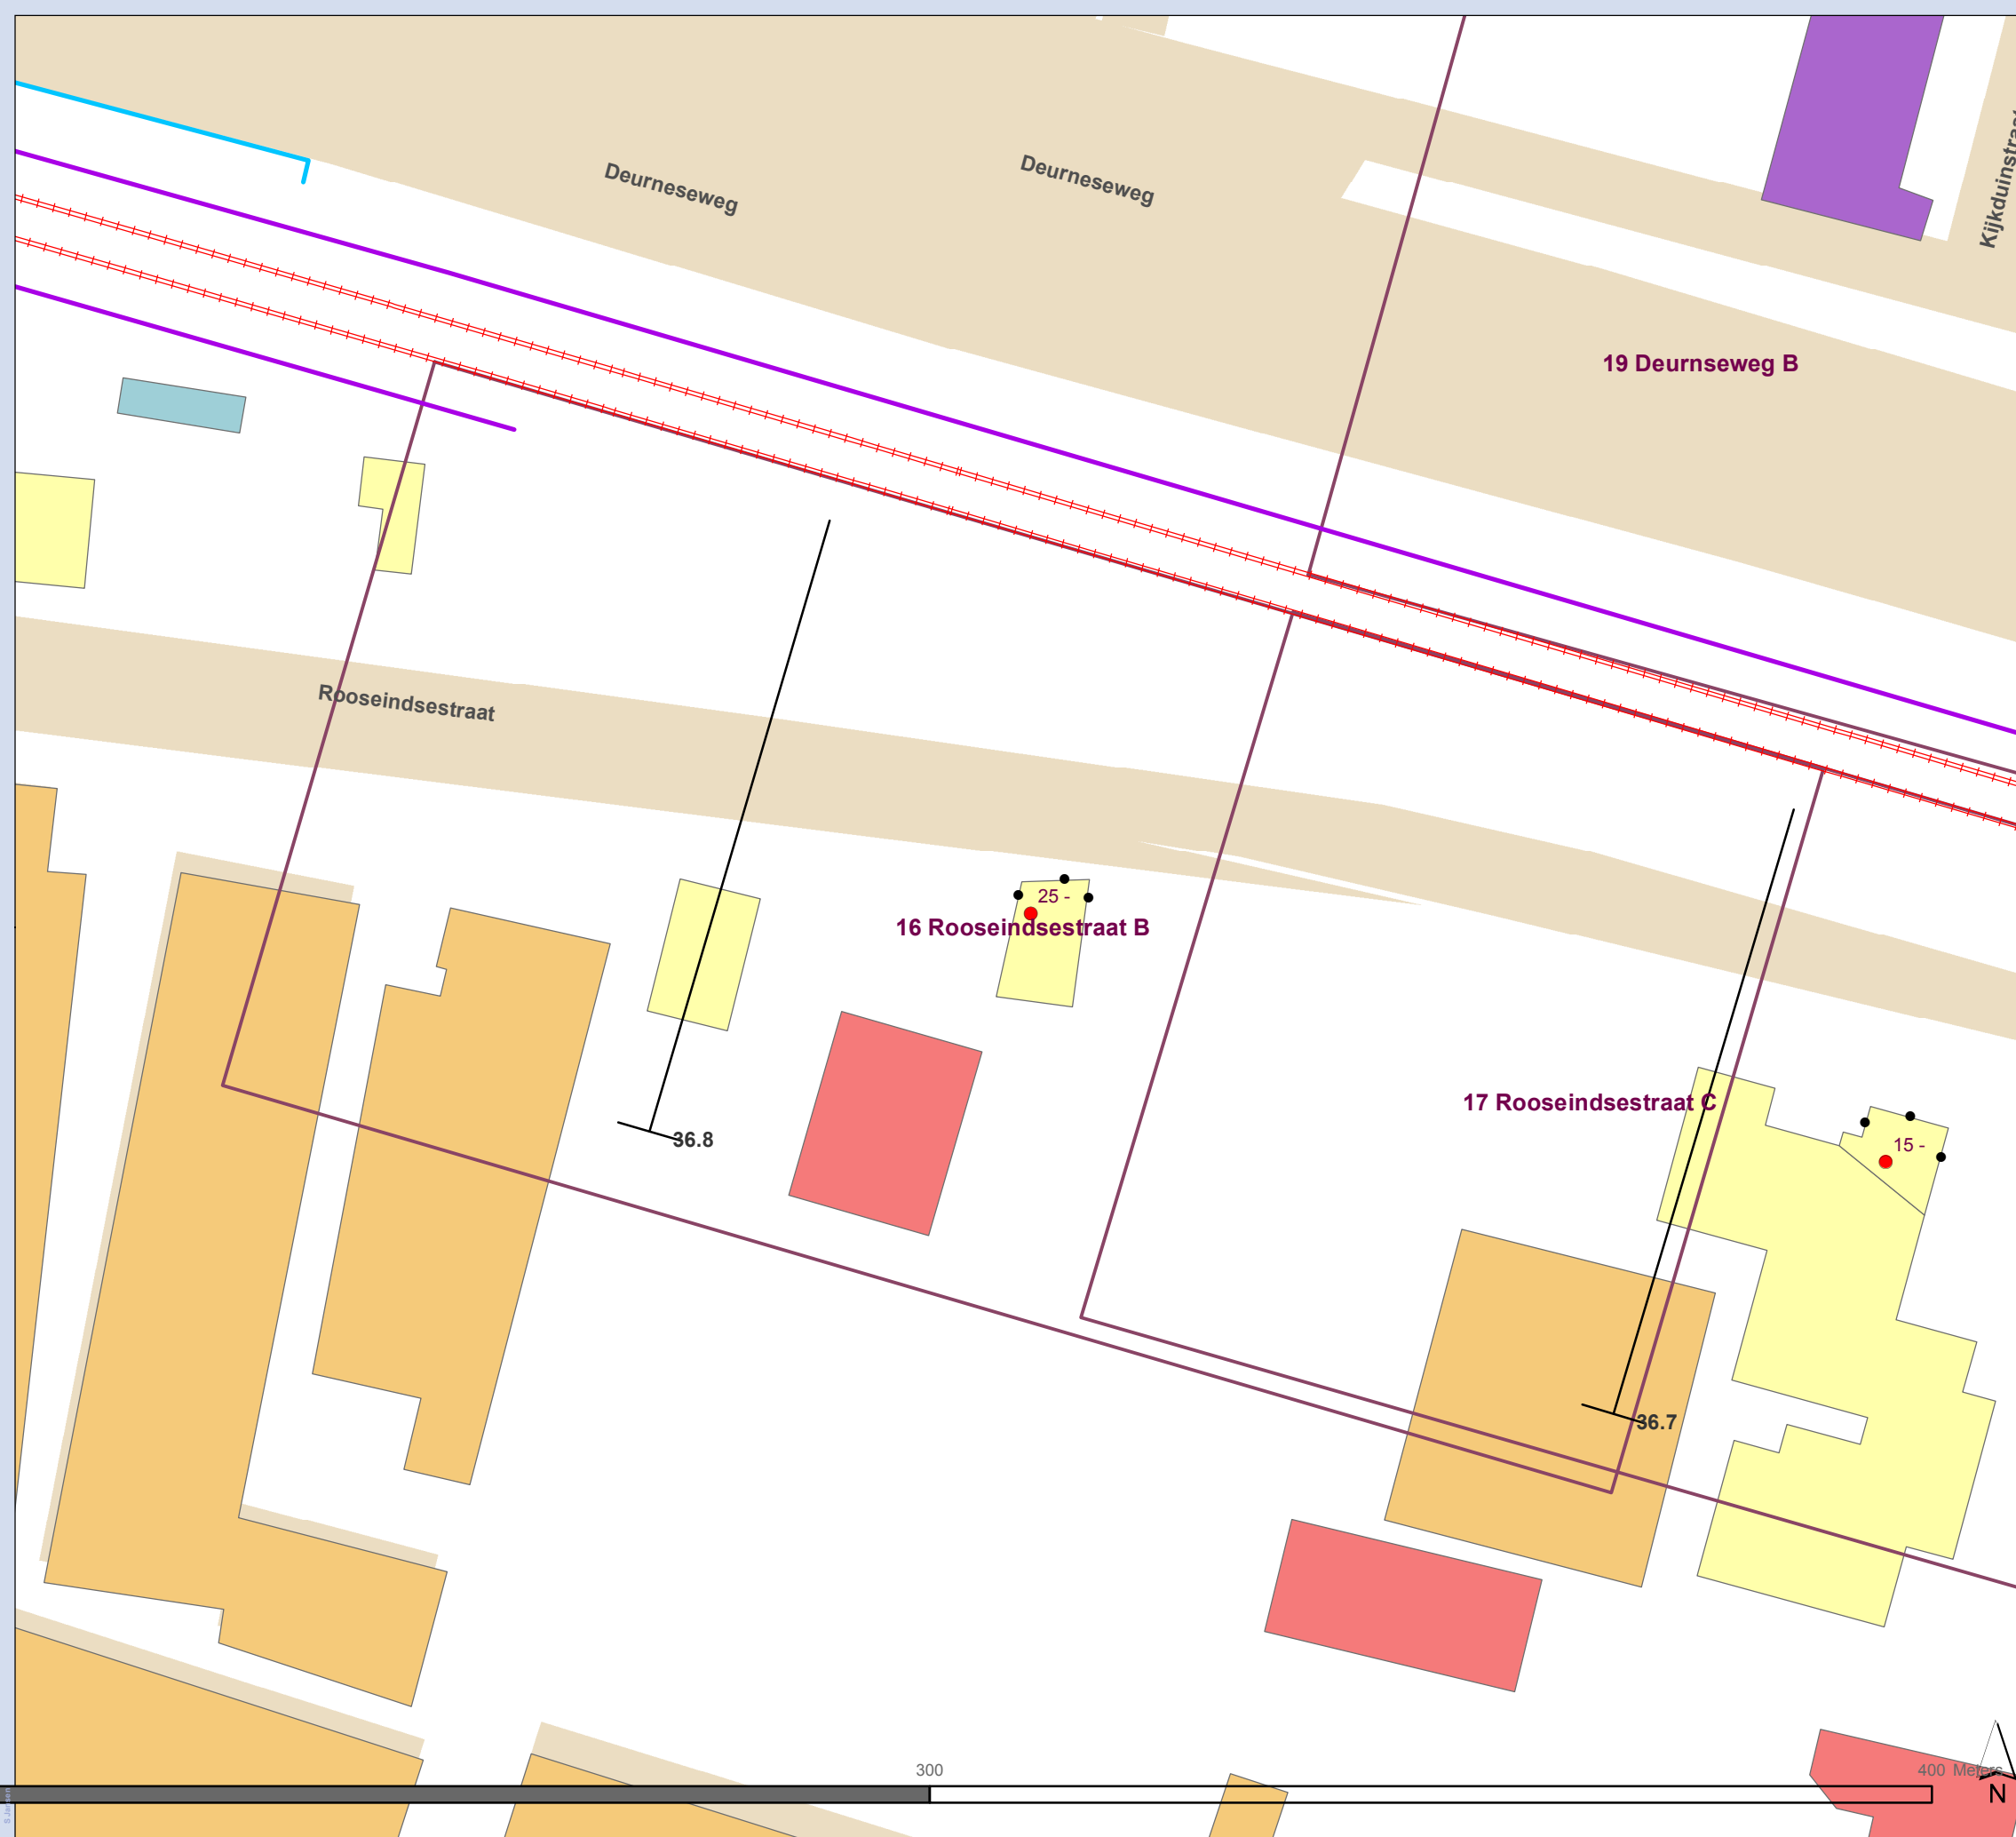 Deurneseweg
Deurneseweg
Kijkduinstraat
19 Deurnseweg B
Rooseindsestraat
25 -
16 Rooseindsestraat B
17 Rooseindsestraat C
15 -
36.8
36.7
300
400 Meters
N
S Jansen